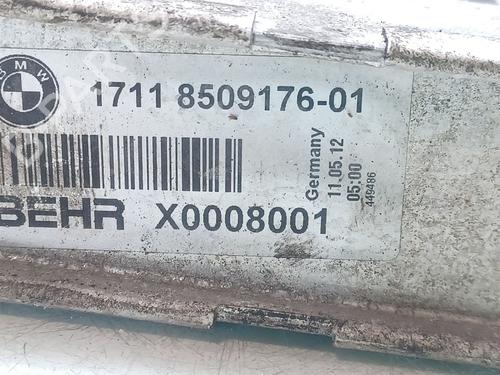 BMW
1711 8509176-01
BEHR X0008001
Germany
11.05.12
05:00
449486